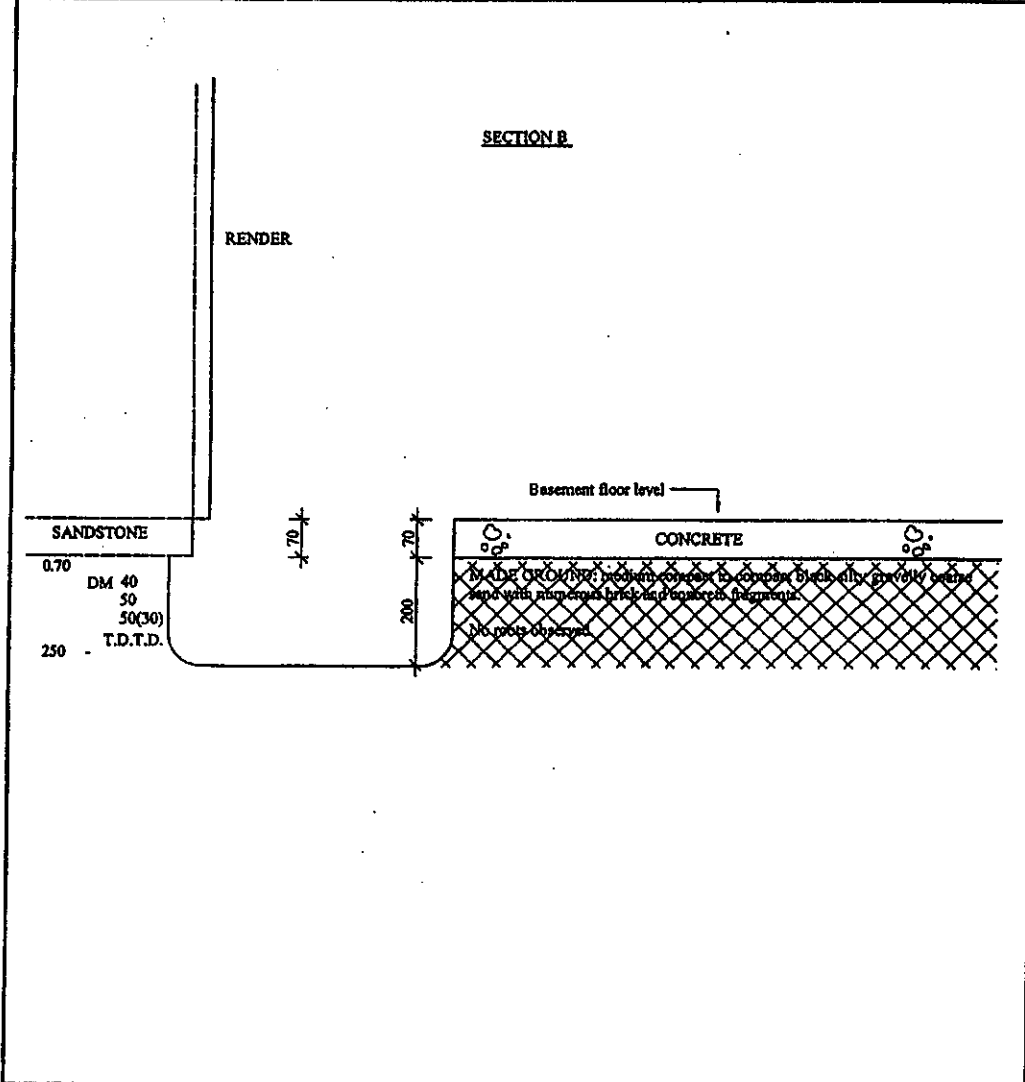 SECTION B
RENDER
Basement floor level
SANDSTONE
70
70
CONCRETE
0.70
DM 40
50
50(30)
T.D.T.D.
250 -
200
MADE GROUND: medium compact to compact black silty gravelly coarse
sand with numerous brick and concrete fragments.
No roots observed.